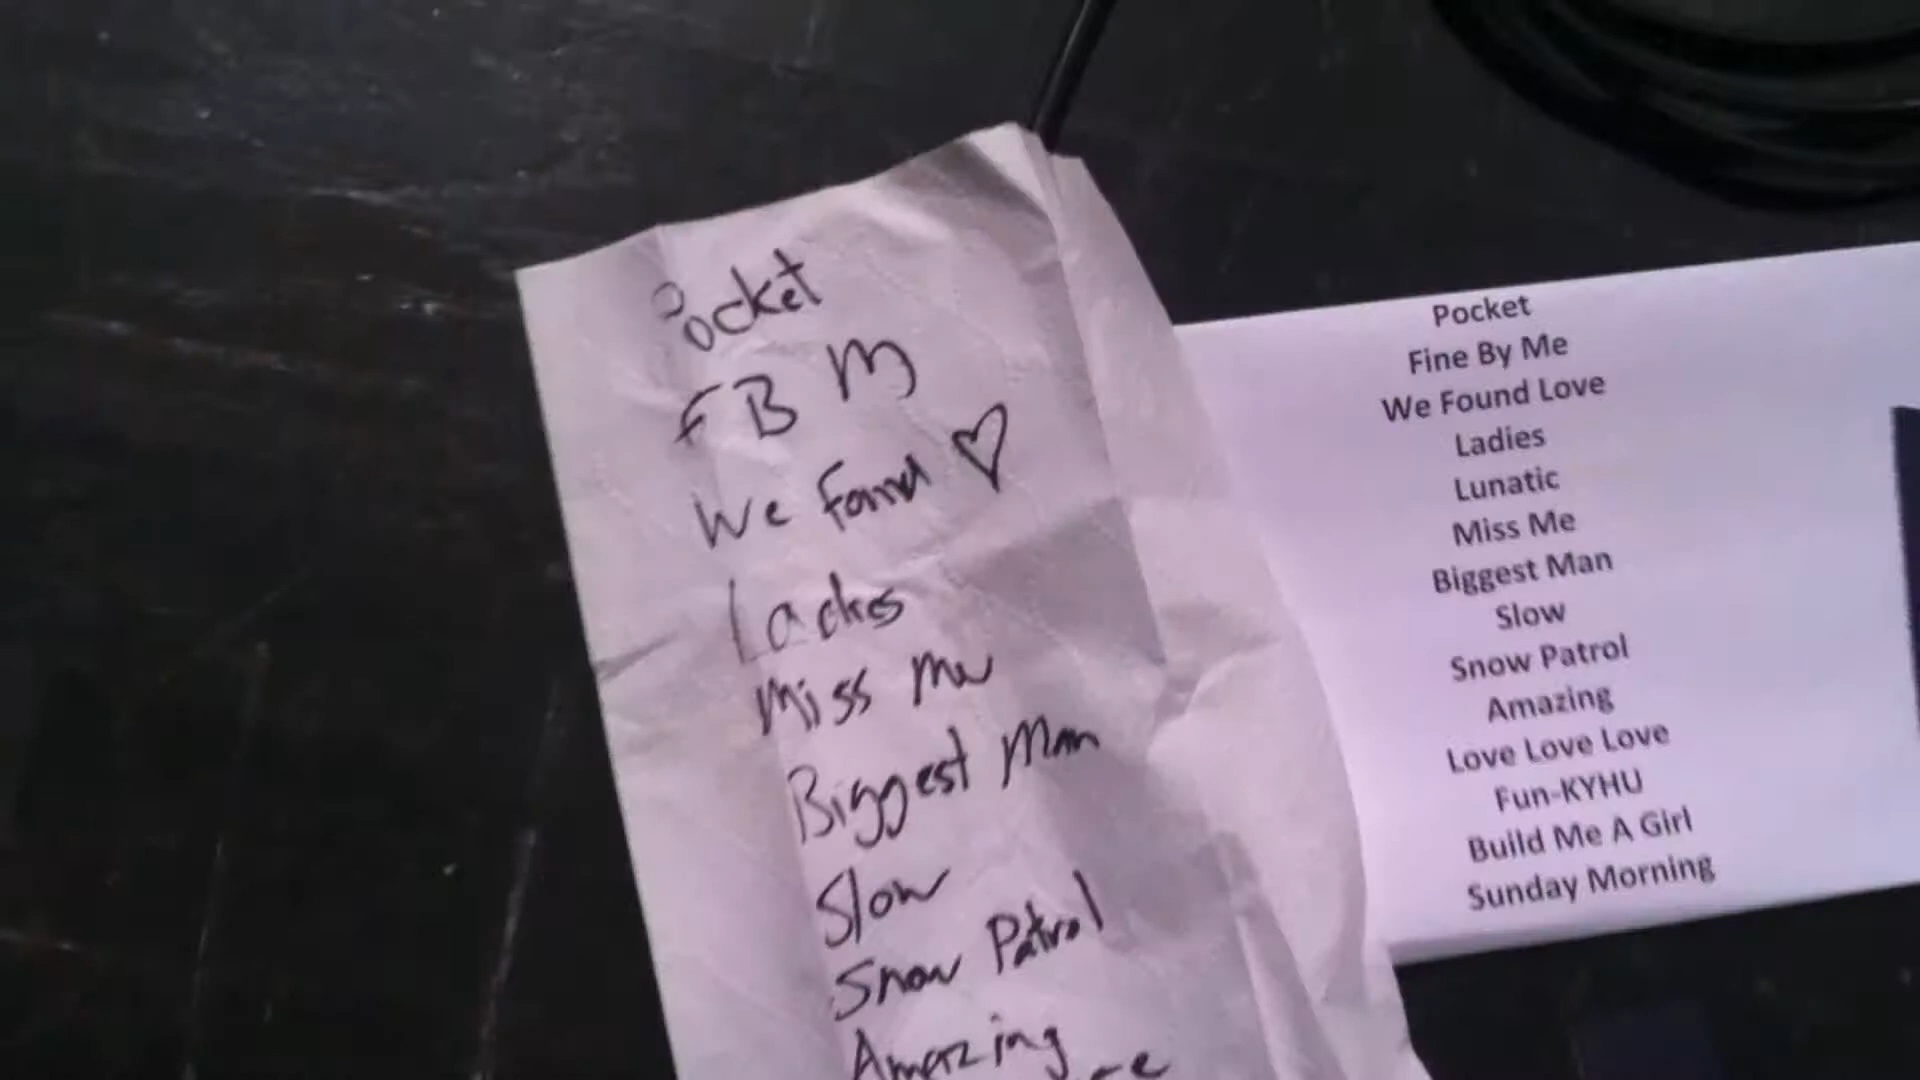 Pocket
F B M
We Found ♡
Ladies
Miss Me
Biggest Man
Slow
Snow Patrol
Amazing
Pocket
Fine By Me
We Found Love
Ladies
Lunatic
Miss Me
Biggest Man
Slow
Snow Patrol
Amazing
Love Love Love
Fun-KYHU
Build Me A Girl
Sunday Morning